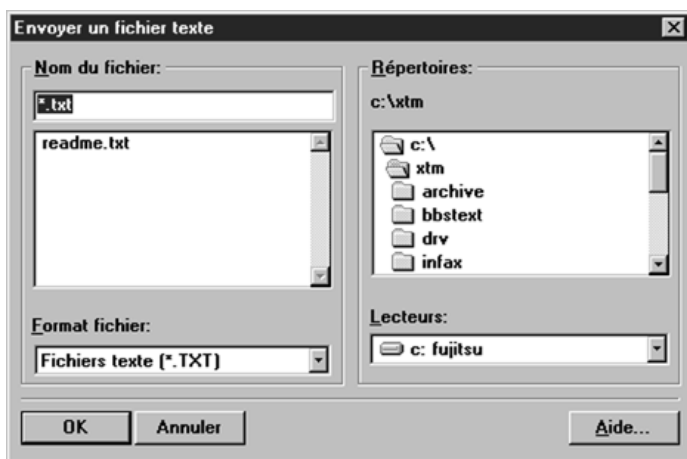 Envoyer un fichier texte
Nom du fichier:
*.txt
readme.txt
Format fichier:
Fichiers texte (*.TXT)
Répertoires:
c:\xtm
c:\
xtm
archive
bbstext
drv
infax
Lecteurs:
c: fujitsu
OK
Annuler
Aide...